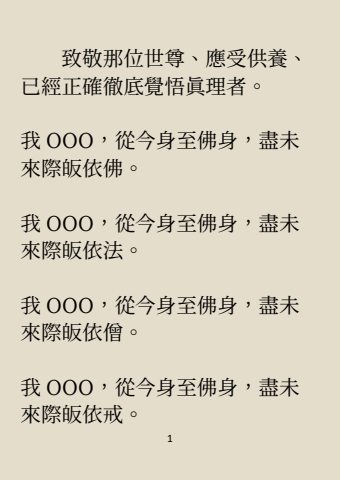 致敬那位世尊、應受供養、
已經正確徹底覺悟眞理者。
我 OOO，從今身至佛身，盡未
來際皈依佛。
我 OOO，從今身至佛身，盡未
來際皈依法。
我 OOO，從今身至佛身，盡未
來際皈依僧。
我 OOO，從今身至佛身，盡未
來際皈依戒。
1